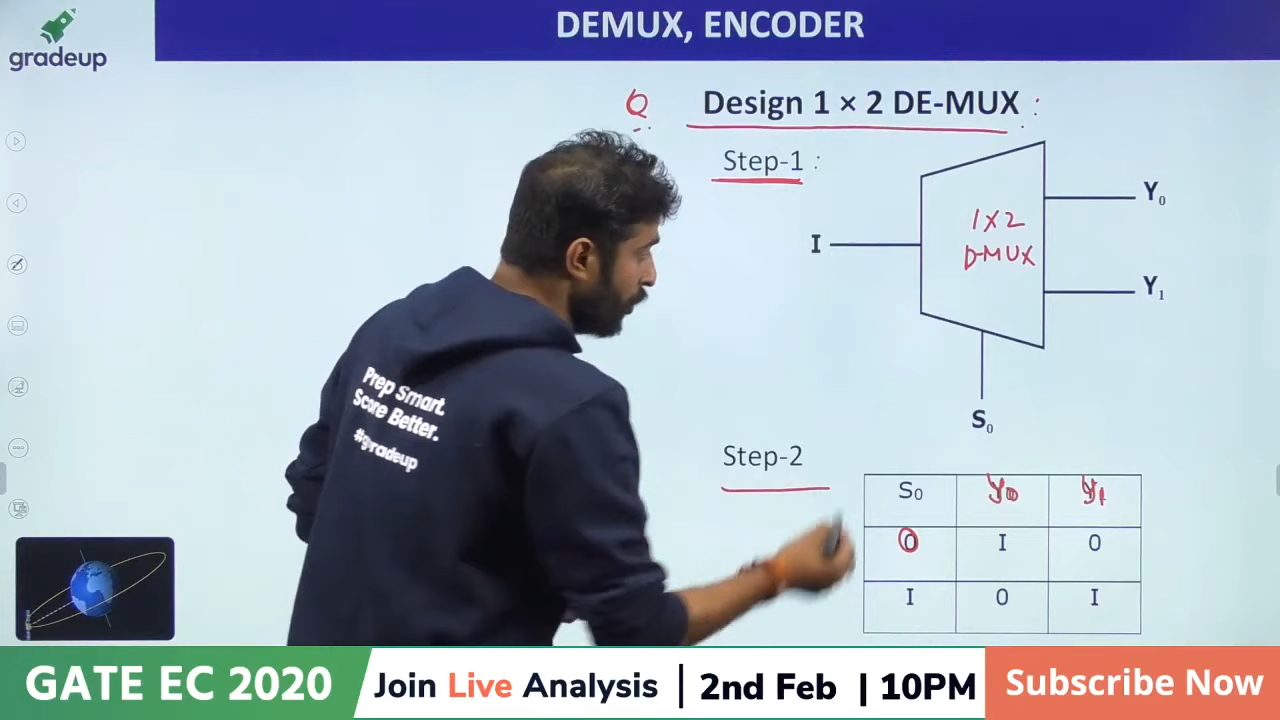 DEMUX, ENCODER
gradeup
Q Design 1 × 2 DE-MUX :
Step-1 :
Y0
1X2
I
D-MUX
Y1
S0
Prep Smart.
Score Better.
#gradeup
Step-2
S0 Y0 Y1
0 I 0
I 0 I
GATE EC 2020
Join Live Analysis | 2nd Feb | 10PM
Subscribe Now